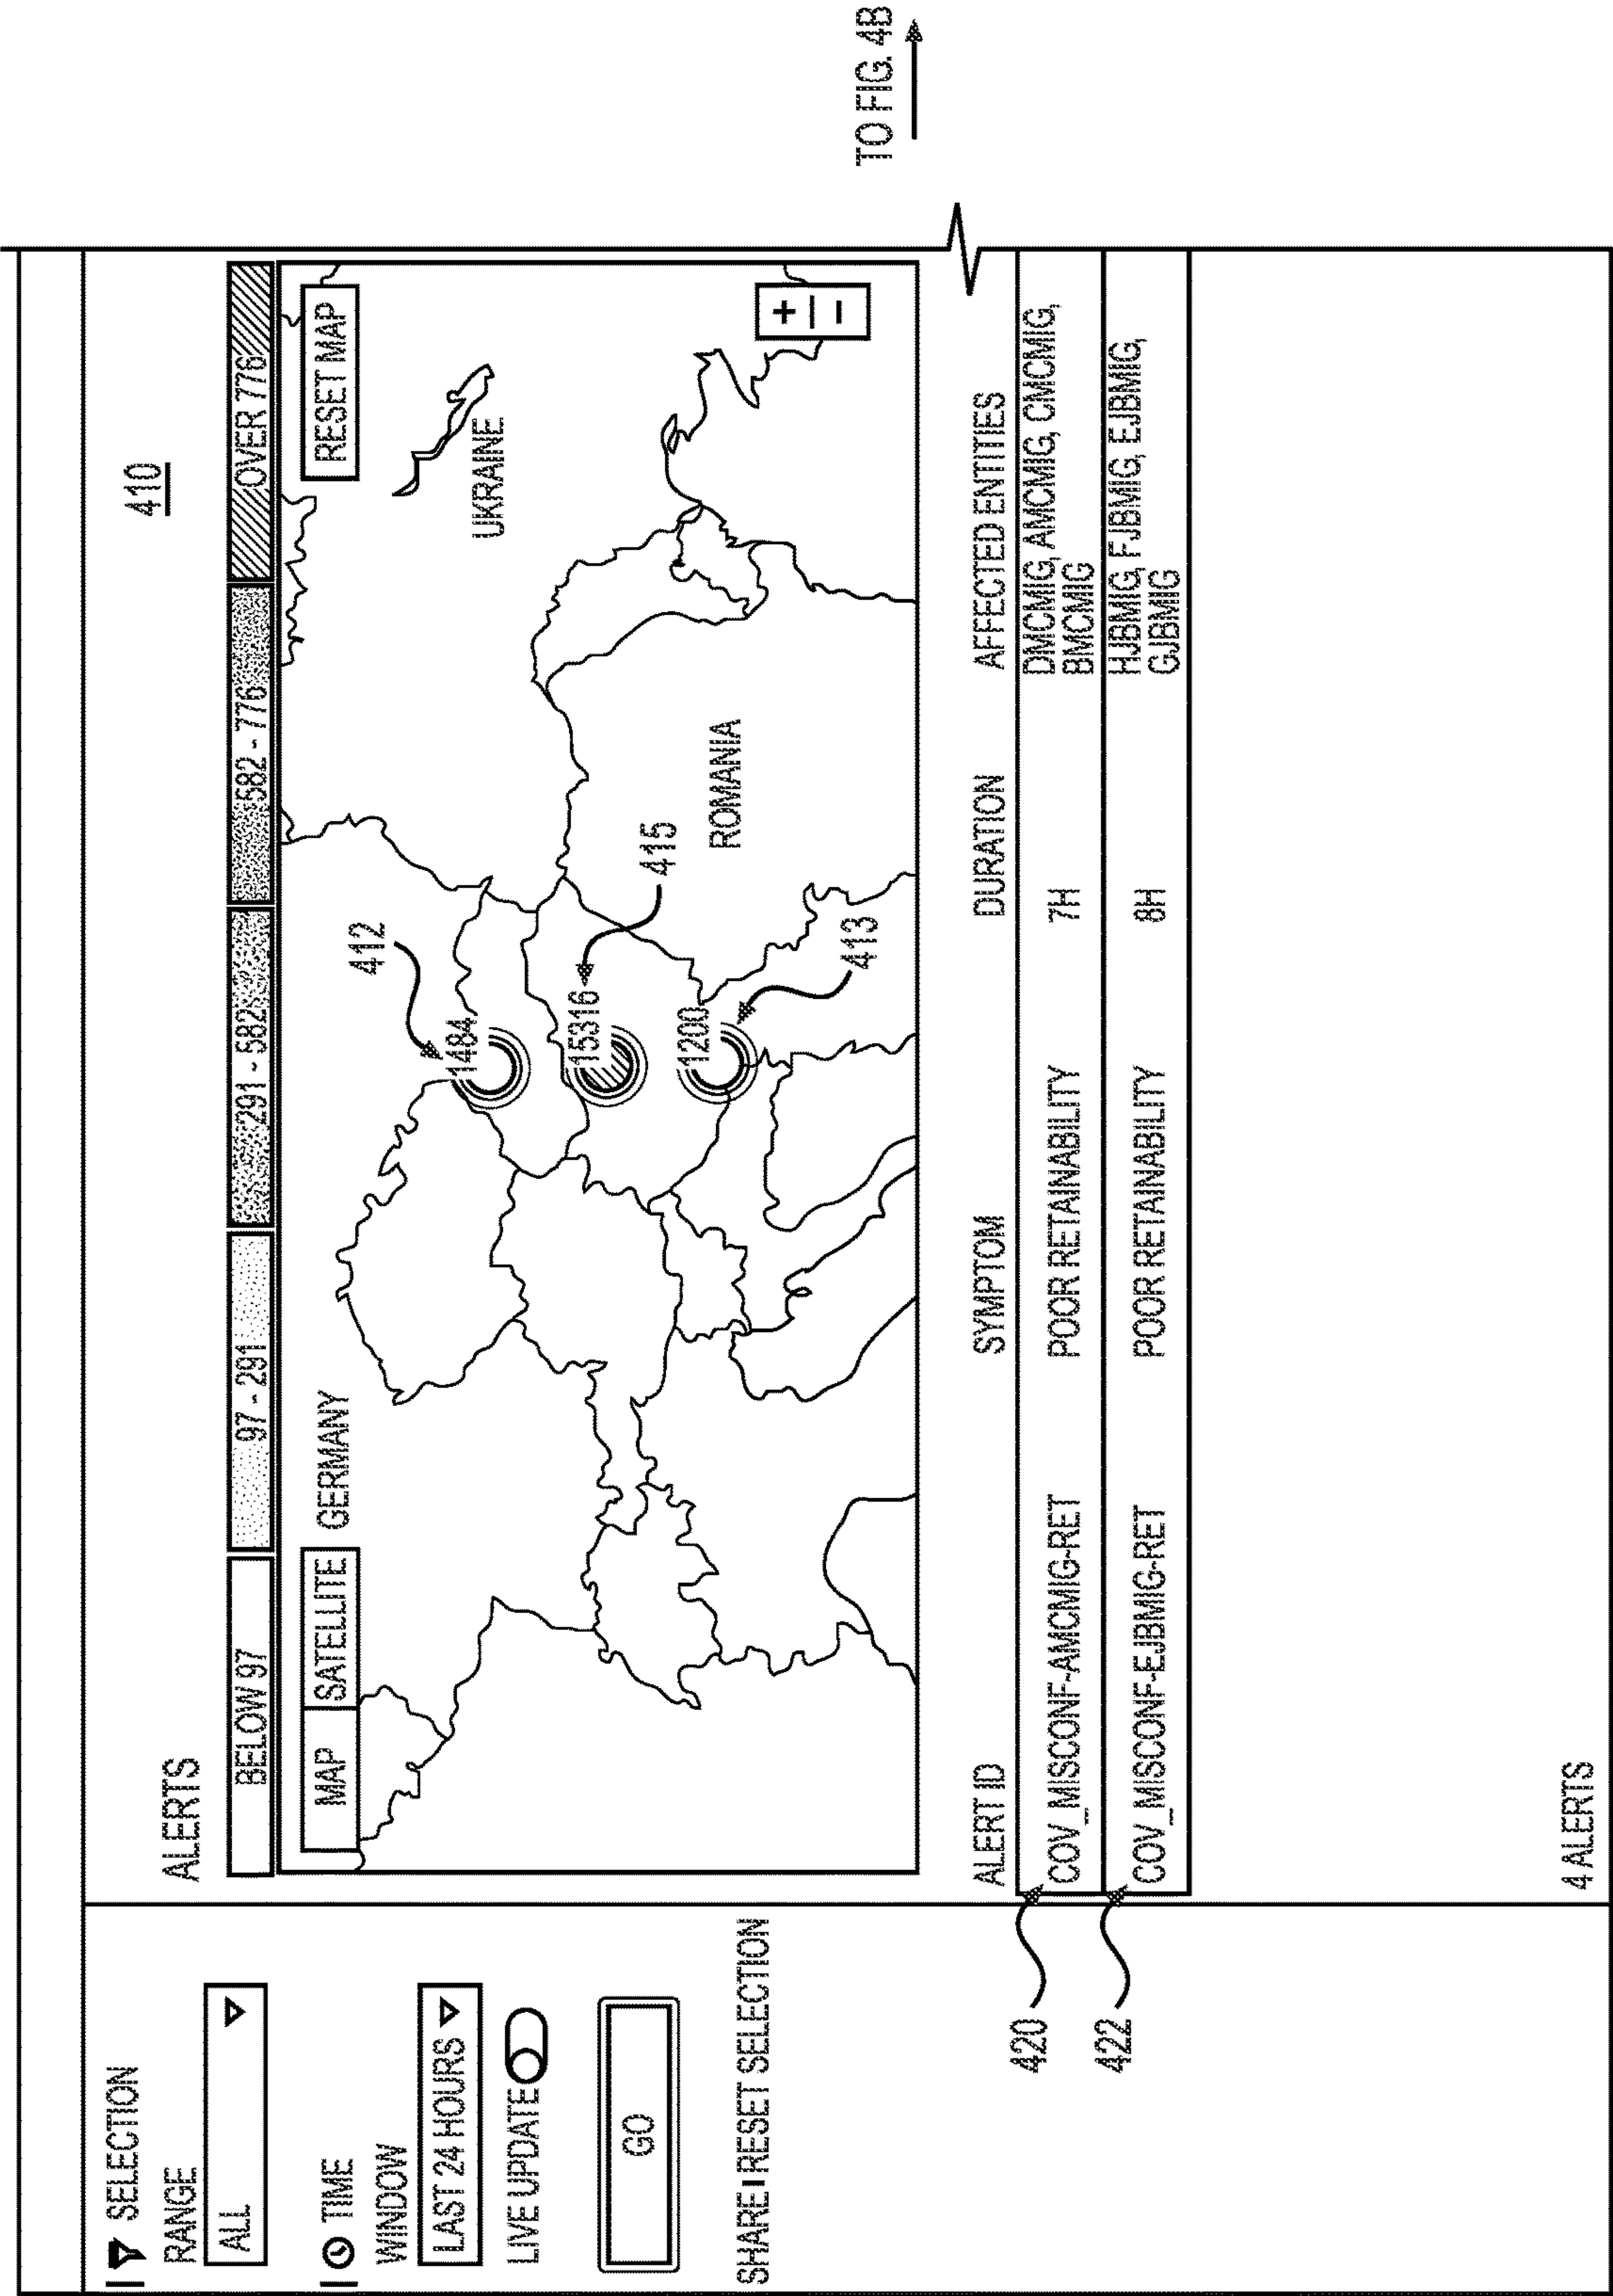 SELECTION
RANGE
ALL
TIME
WINDOW
LAST 24 HOURS
LIVE UPDATE
GO
SHARE RESET SELECTION
410
ALERTS
BELOW 97 97 - 291 291 - 582 582 - 776 OVER 776
MAP SATELLITE
RESET MAP
GERMANY
UKRAINE
ROMANIA
412
1484
15316
415
1200
413
+
−
ALERT ID SYMPTOM DURATION AFFECTED ENTITIES
420
COV_MISCONF-AMCMIG-RET POOR RETAINABILITY 7H DMCMIG, AMCMIG, CMCMIG,
BMCMIG
422
COV_MISCONF-EJBMIG-RET POOR RETAINABILITY 8H HJBMIG, FJBMIG, EJBMIG,
GJBMIG
4 ALERTS
TO FIG. 4B